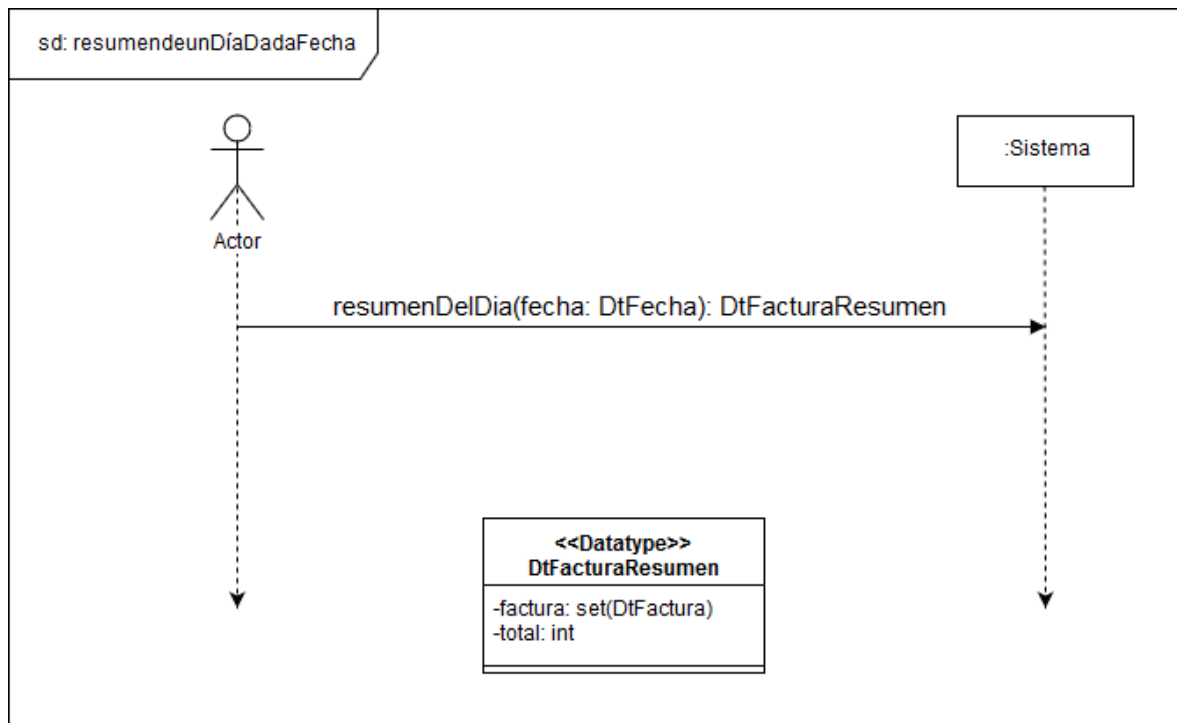 sd: resumendeunDíaDadaFecha
:Sistema
Actor
resumenDelDia(fecha: DtFecha): DtFacturaResumen
<<Datatype>>
DtFacturaResumen
-factura: set(DtFactura)
-total: int